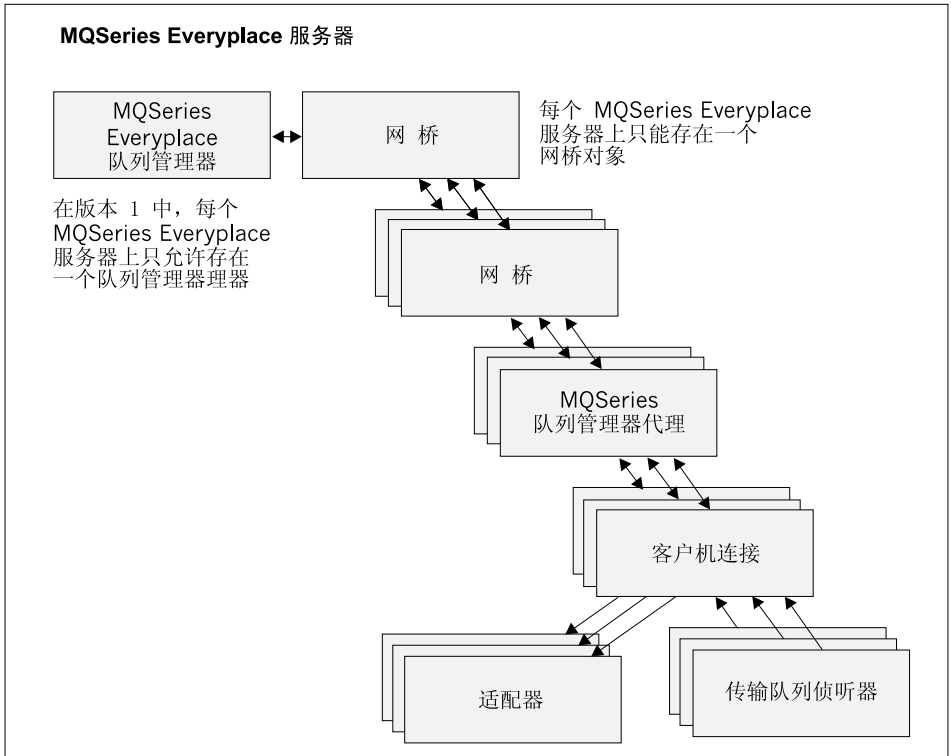 MQSeries Everyplace 服务器
MQSeries
Everyplace
队列管理器
网 桥
每个 MQSeries Everyplace
服务器上只能存在一个
网桥对象
在版本 1 中，每个
MQSeries Everyplace
服务器上只允许存在
一个队列管理器理器
网 桥
MQSeries
队列管理器代理
客户机连接
适配器
传输队列侦听器